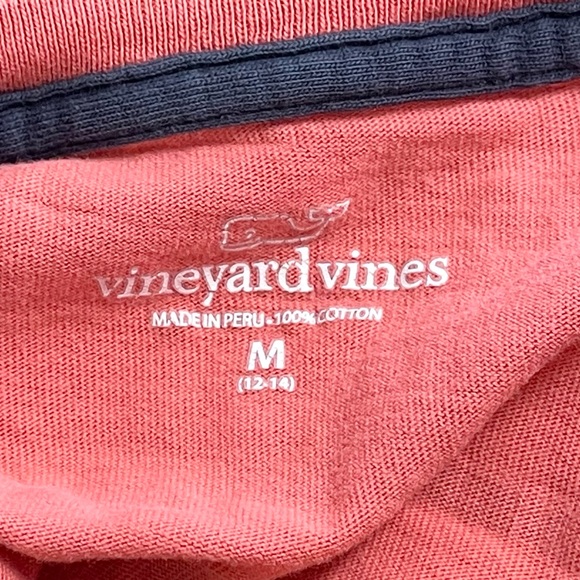 vineyard vines
MADE IN PERU • 100% COTTON
M
(12-14)